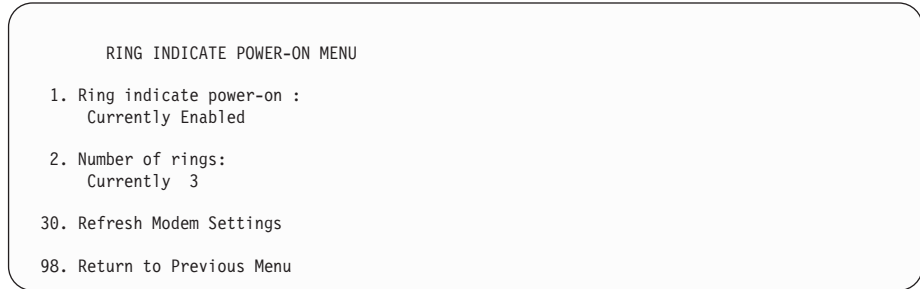 RING INDICATE POWER-ON MENU
1. Ring indicate power-on :
Currently Enabled
2. Number of rings:
Currently 3
30. Refresh Modem Settings
98. Return to Previous Menu